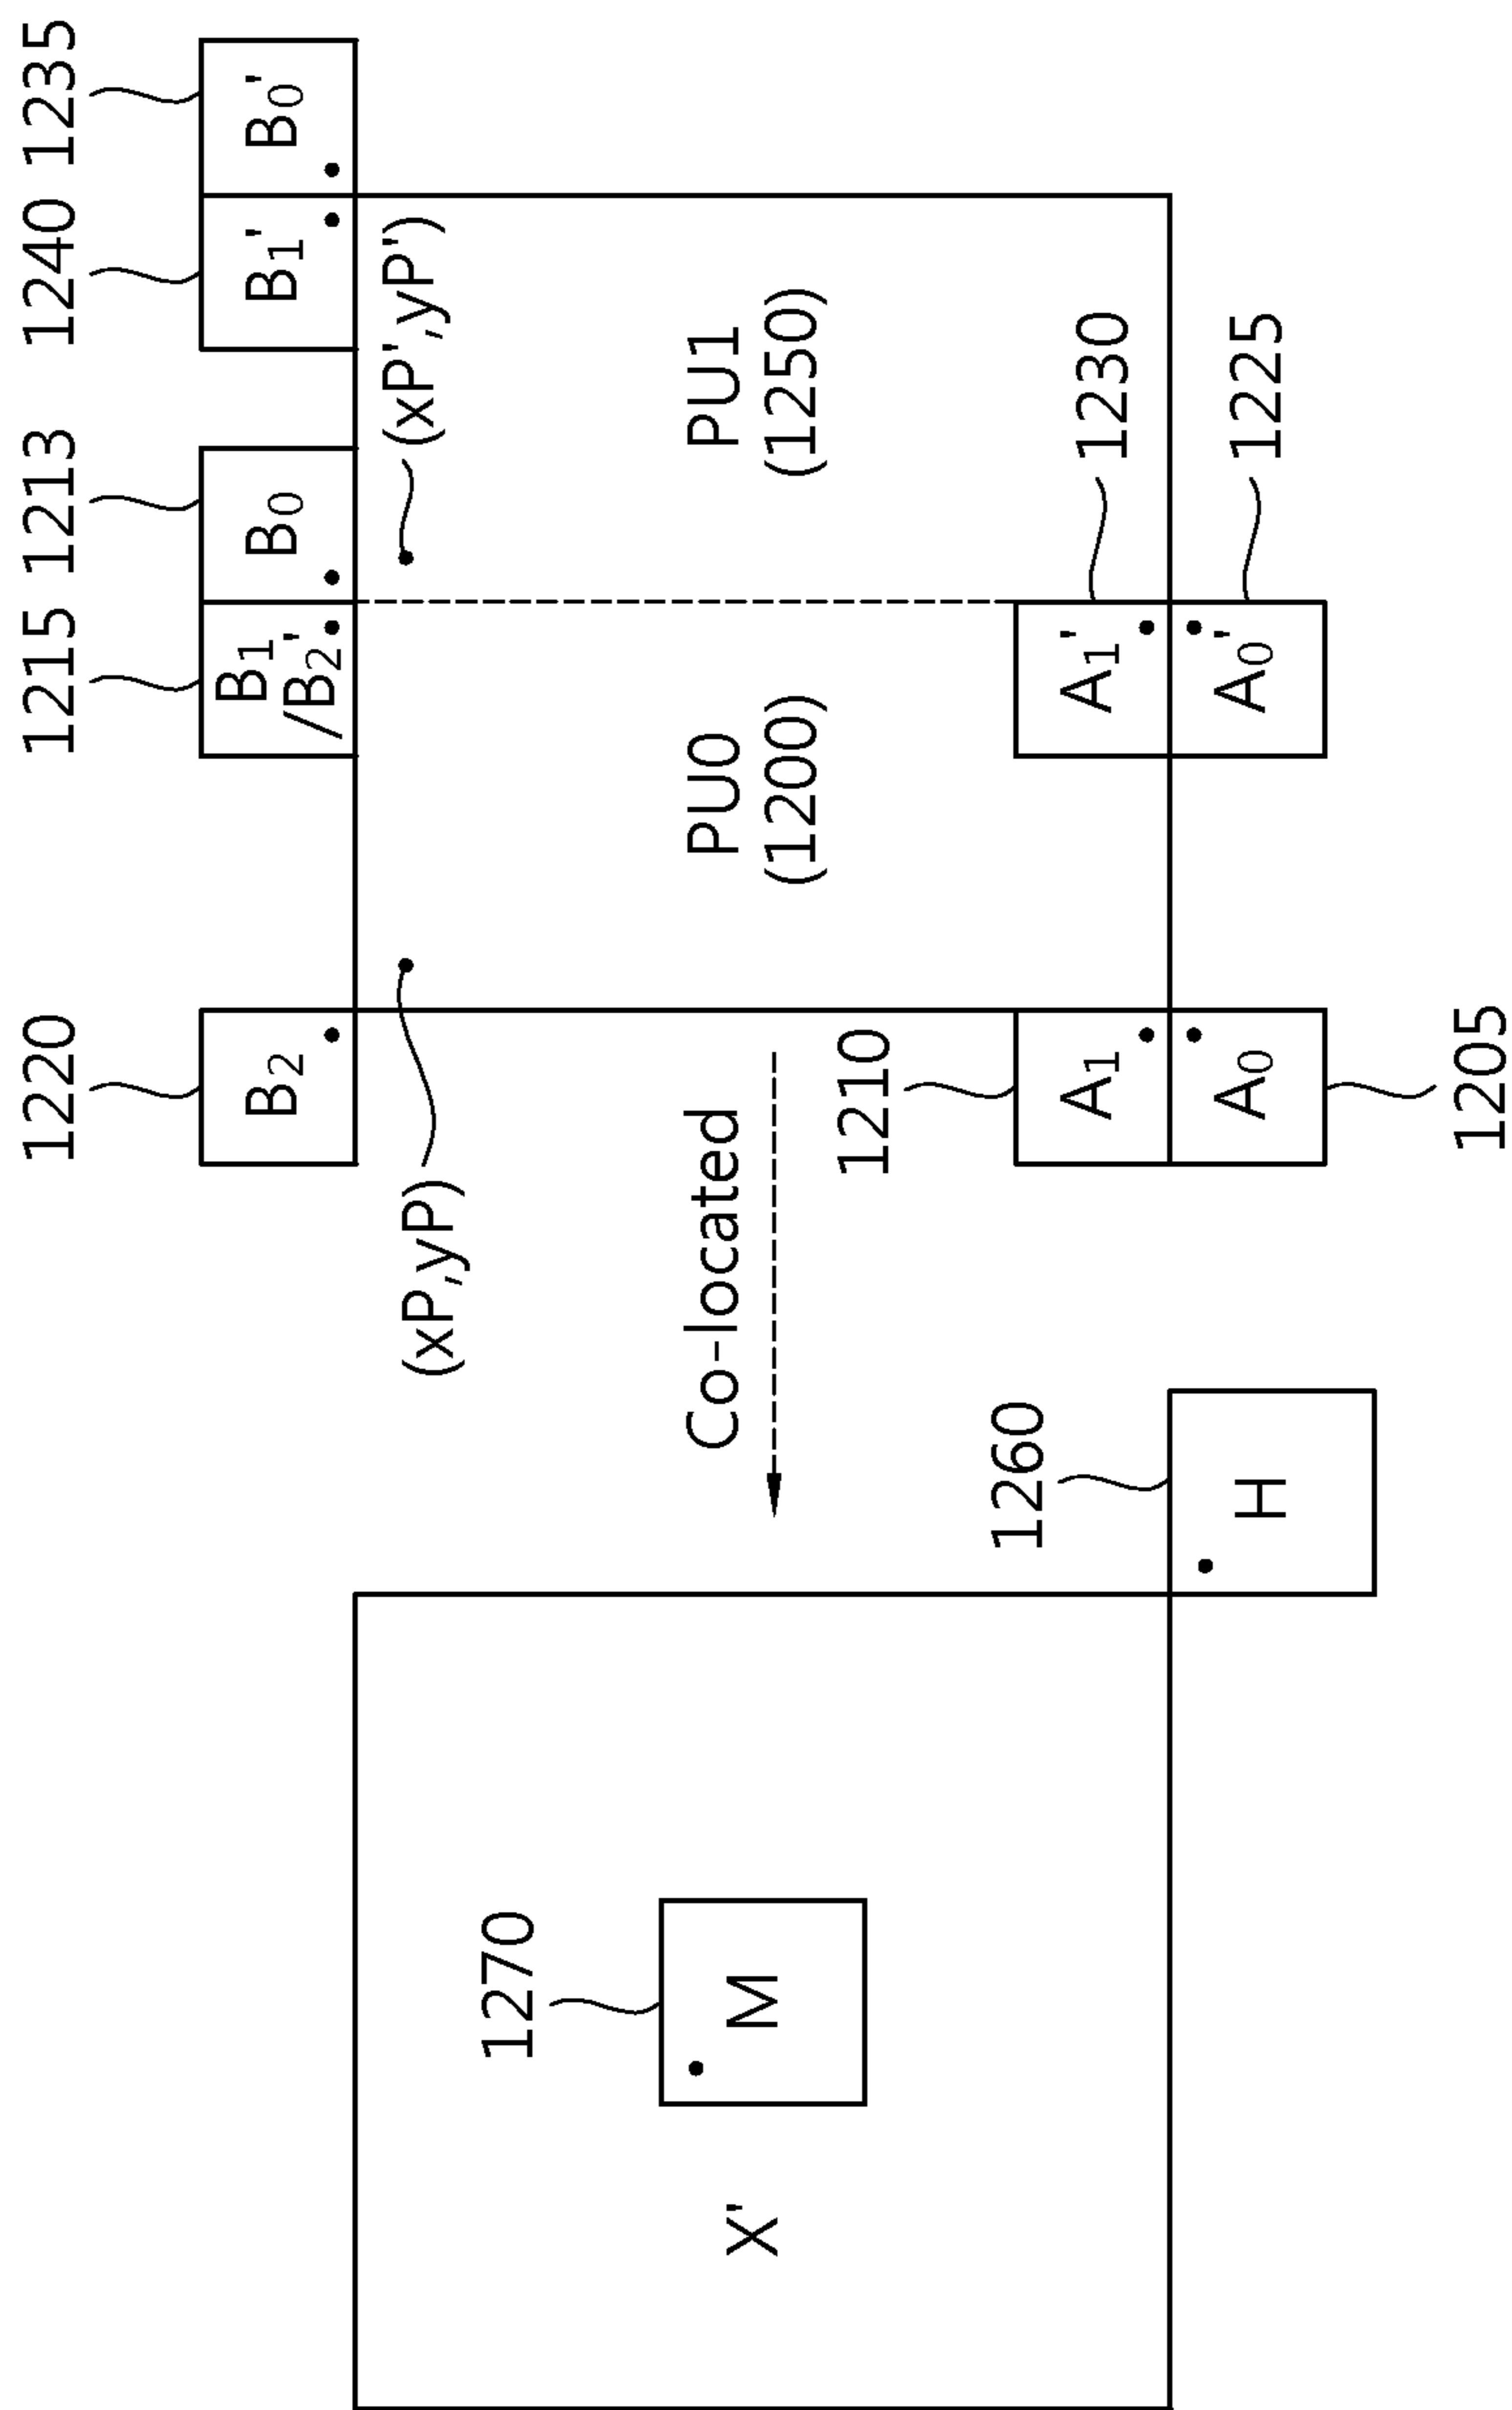 1220
1215
1213
1240
1235
B₂
B₁
/B₂'
B₀
B₁'
B₀'
(xP,yP)
(xP',yP')
1270
X'
M
Co-located
PU0
(1200)
PU1
(1250)
1210
1260
A₁
A₁'
1230
H
A₀
A₀'
1225
1205